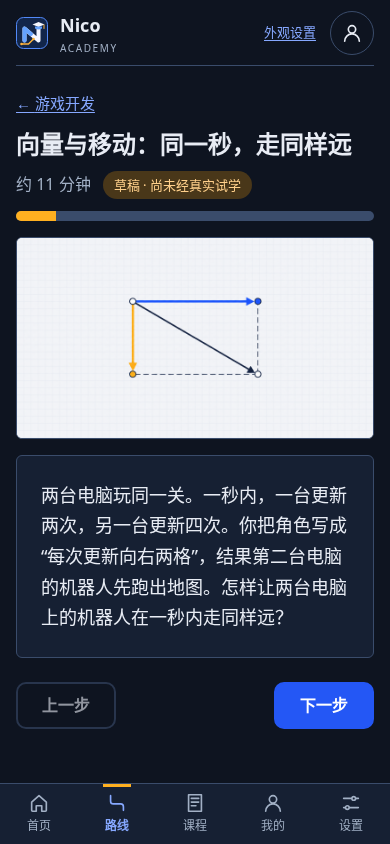 Nico
ACADEMY
外观设置
← 游戏开发
向量与移动：同一秒，走同样远
约 11 分钟
草稿 · 尚未经真实试学
两台电脑玩同一关。一秒内，一台更新
两次，另一台更新四次。你把角色写成
“每次更新向右两格”，结果第二台电脑
的机器人先跑出地图。怎样让两台电脑
上的机器人在一秒内走同样远？
上一步
下一步
首页
路线
课程
我的
设置